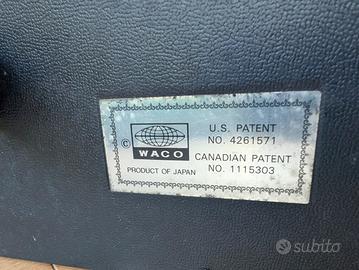 ©
WACO
PRODUCT OF JAPAN
U.S. PATENT
NO. 4261571
CANADIAN PATENT
NO. 1115303
subito